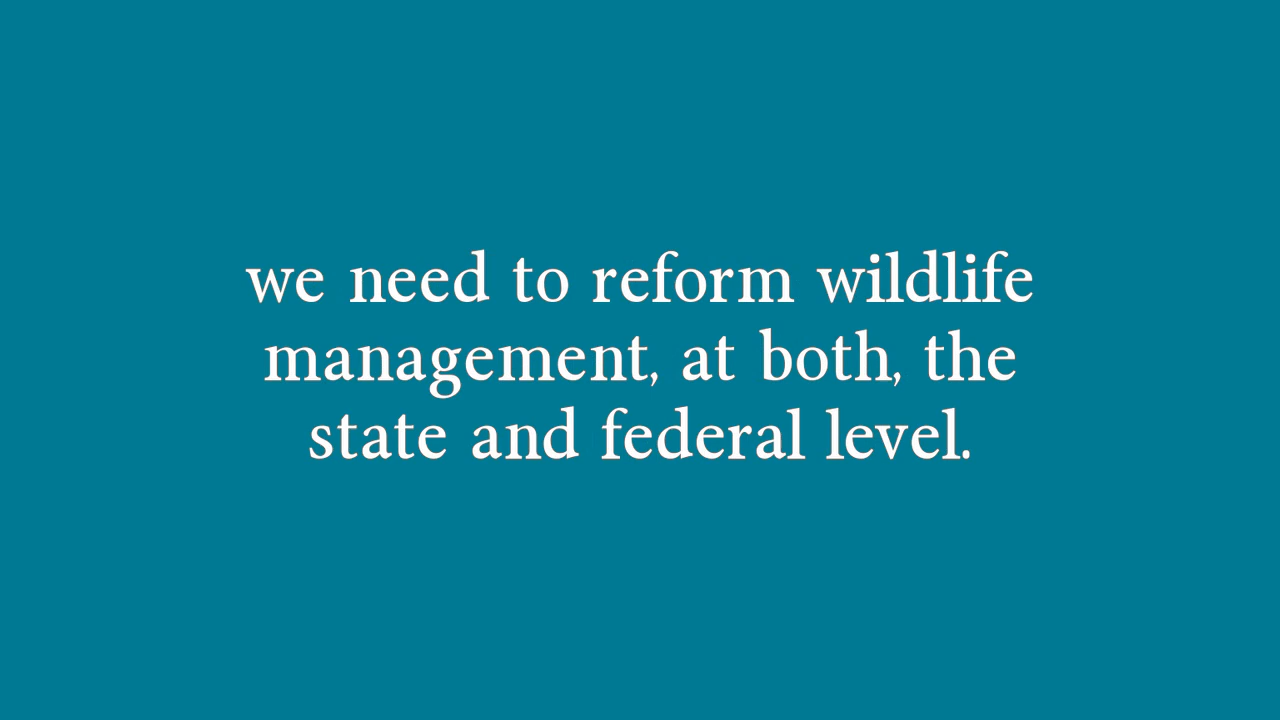 we need to reform wildlife
management, at both, the
state and federal level.